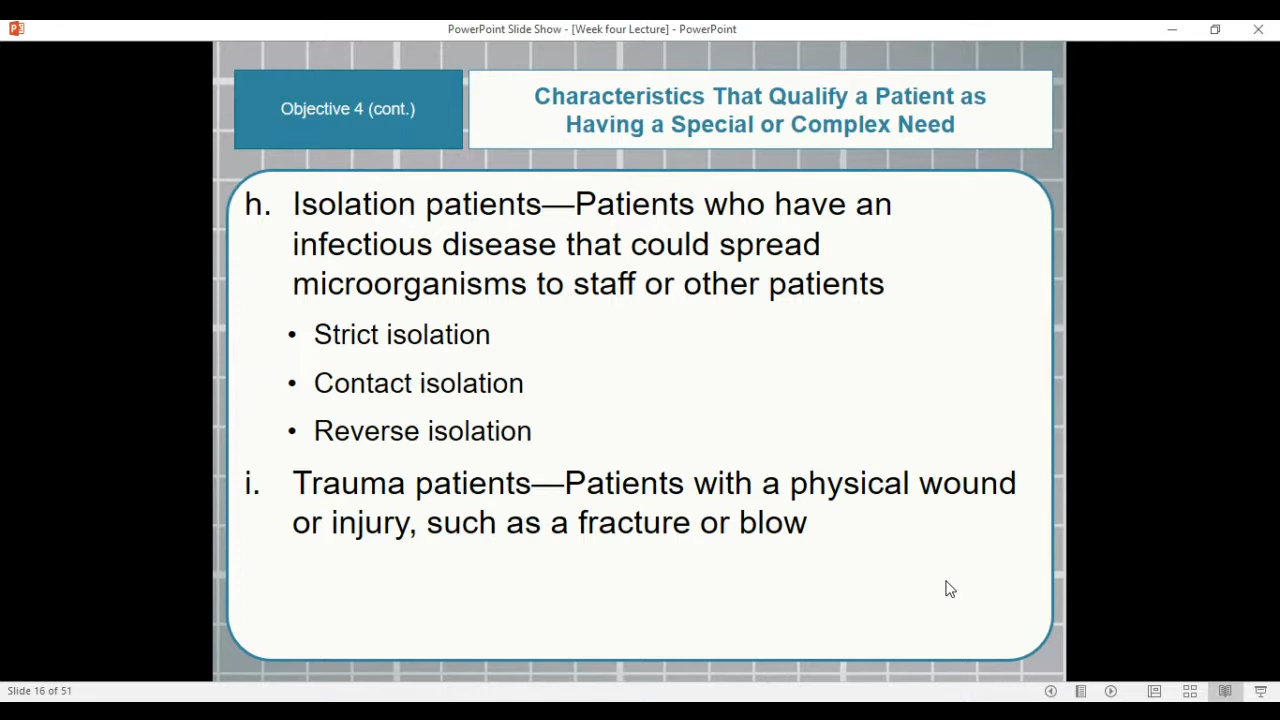 PowerPoint Slide Show - [Week four Lecture] - PowerPoint
Objective 4 (cont.)
Characteristics That Qualify a Patient as
Having a Special or Complex Need
h. Isolation patients—Patients who have an
infectious disease that could spread
microorganisms to staff or other patients
• Strict isolation
• Contact isolation
• Reverse isolation
i. Trauma patients—Patients with a physical wound
or injury, such as a fracture or blow
Slide 16 of 51